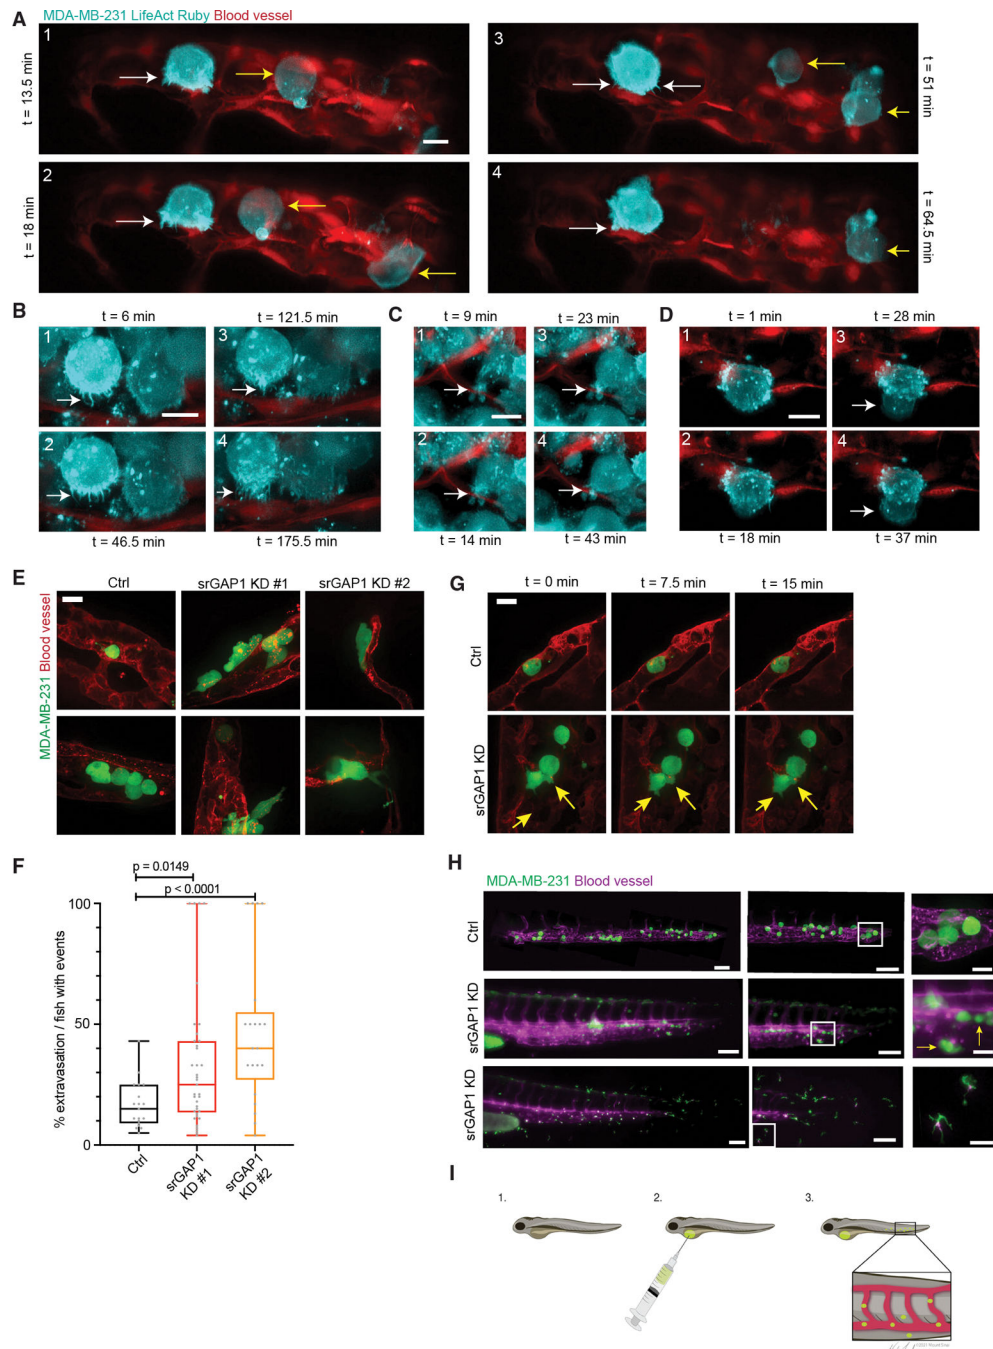 A
MDA-MB-231 LifeAct Ruby Blood vessel
1
t = 13.5 min
3
t = 51 min
2
t = 18 min
4
t = 64.5 min
B
t = 6 min
t = 121.5 min
1
3
2
4
t = 46.5 min
t = 175.5 min
C
t = 9 min
t = 23 min
1
3
2
4
t = 14 min
t = 43 min
D
t = 1 min
t = 28 min
1
3
2
4
t = 18 min
t = 37 min
E
Ctrl
srGAP1 KD #1
srGAP1 KD #2
MDA-MB-231 Blood vessel
G
t = 0 min
t = 7.5 min
t = 15 min
Ctrl
srGAP1 KD
F
p = 0.0149
p < 0.0001
% extravasation / fish with events
100
50
0
Ctrl
srGAP1
KD #1
srGAP1
KD #2
H
MDA-MB-231 Blood vessel
Ctrl
srGAP1 KD
srGAP1 KD
I
1.
2.
3.